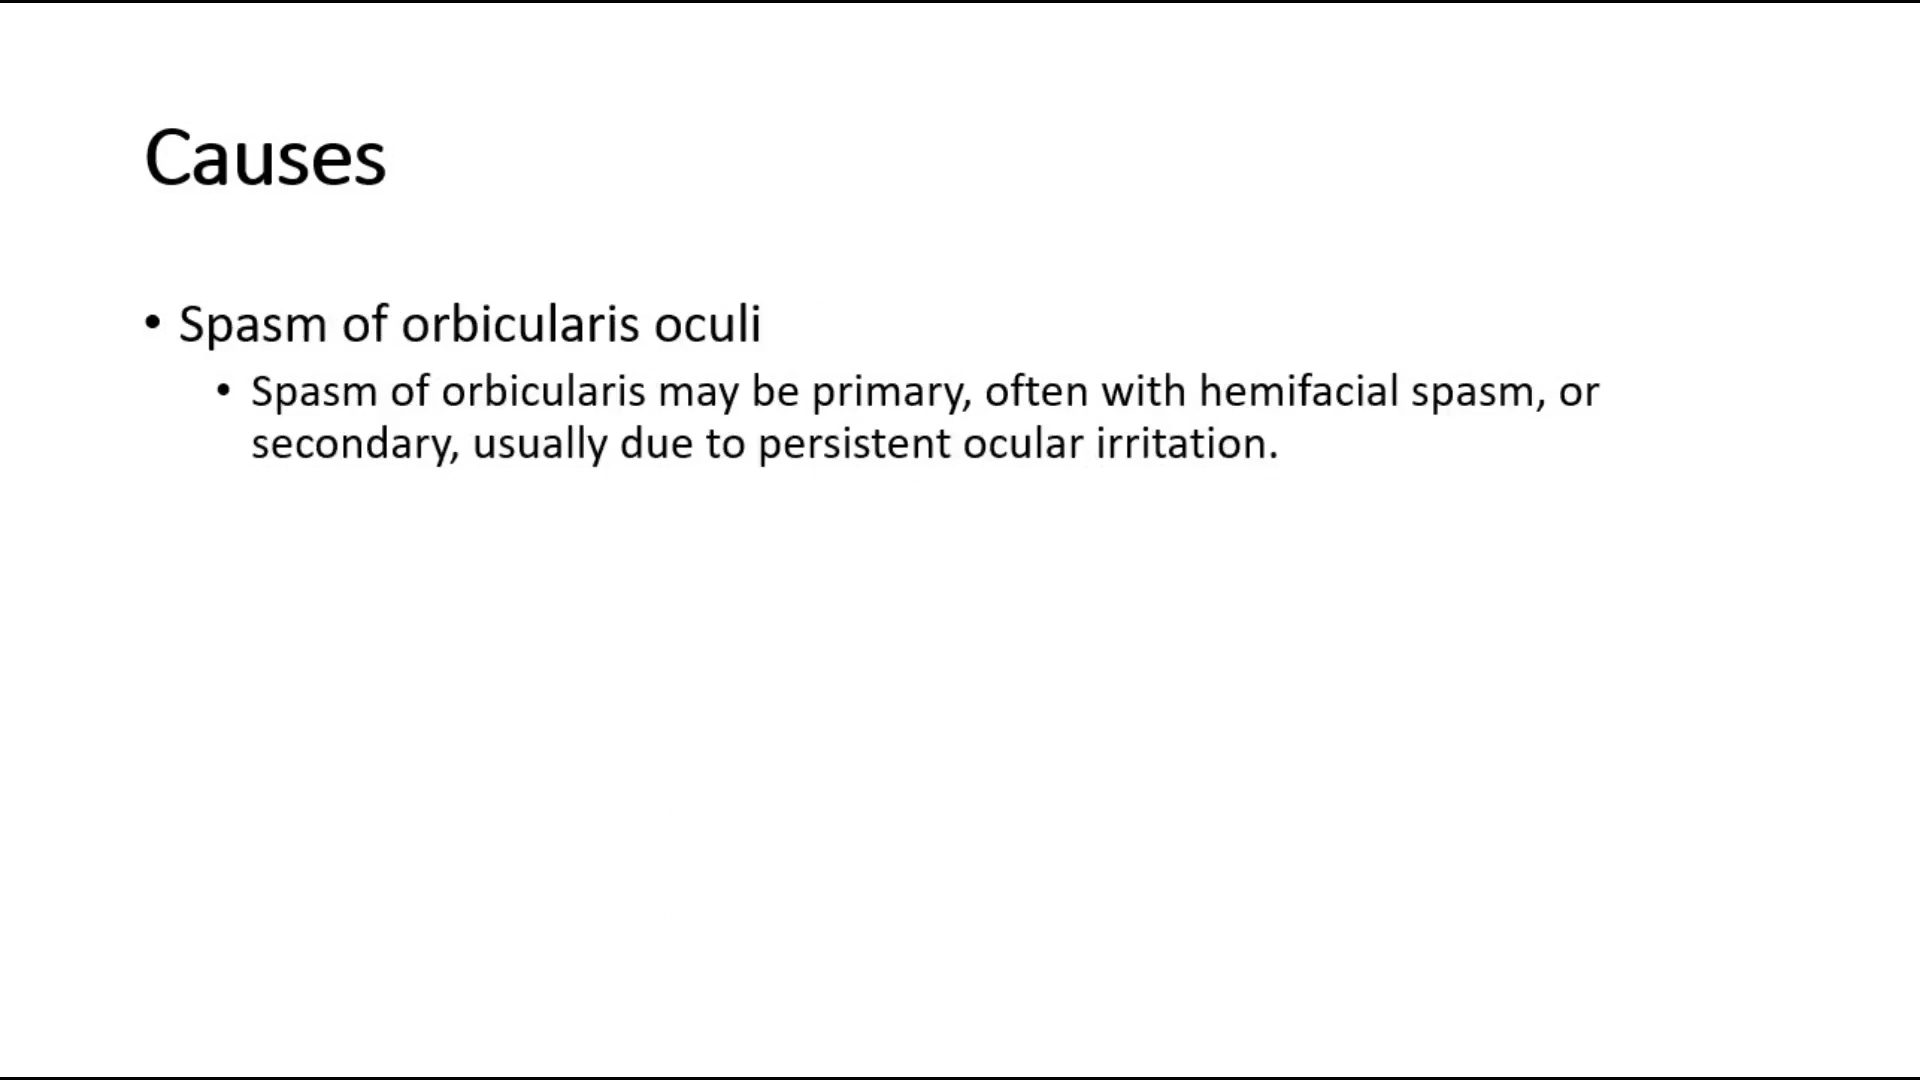 Causes
• Spasm of orbicularis oculi
• Spasm of orbicularis may be primary, often with hemifacial spasm, or
secondary, usually due to persistent ocular irritation.